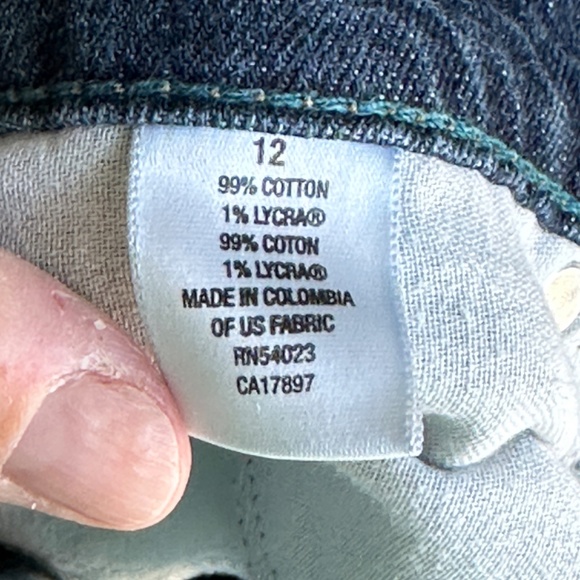 12
99% COTTON
1% LYCRA®
99% COTON
1% LYCRA®
MADE IN COLOMBIA
OF US FABRIC
RN54023
CA17897